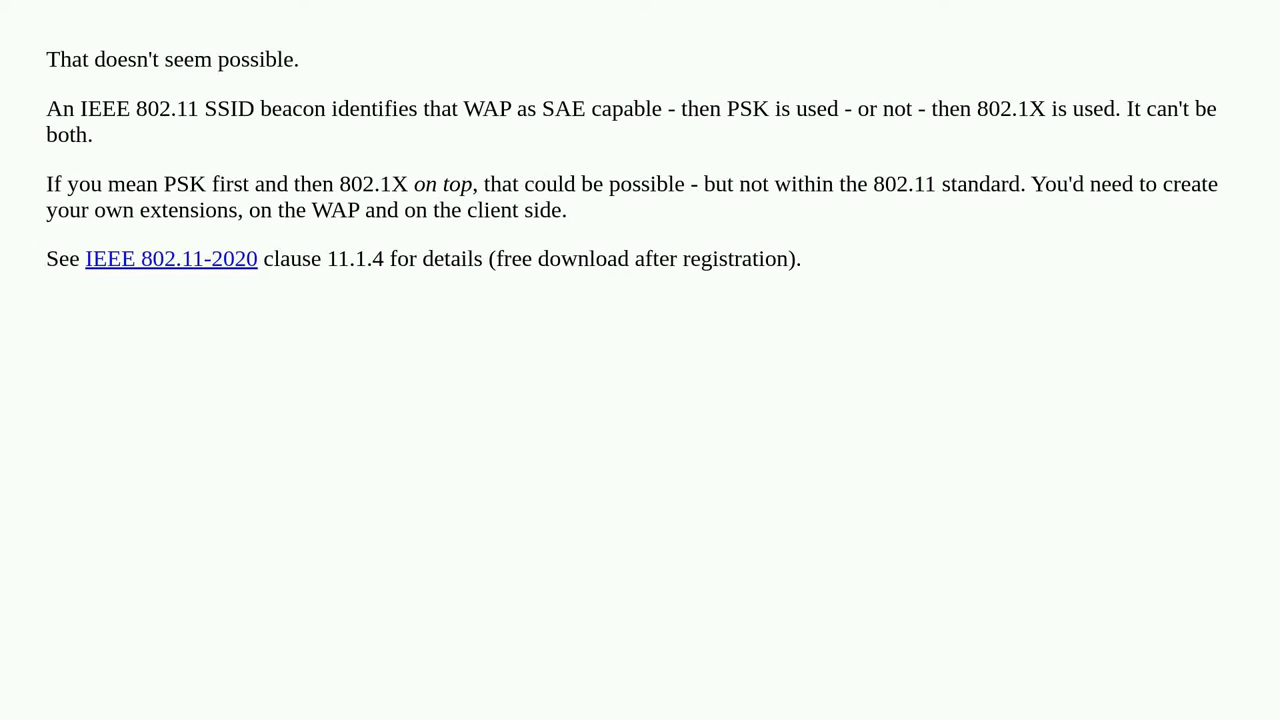 That doesn't seem possible.
An IEEE 802.11 SSID beacon identifies that WAP as SAE capable - then PSK is used - or not - then 802.1X is used. It can't be
both.
If you mean PSK first and then 802.1X on top, that could be possible - but not within the 802.11 standard. You'd need to create
your own extensions, on the WAP and on the client side.
See IEEE 802.11-2020 clause 11.1.4 for details (free download after registration).